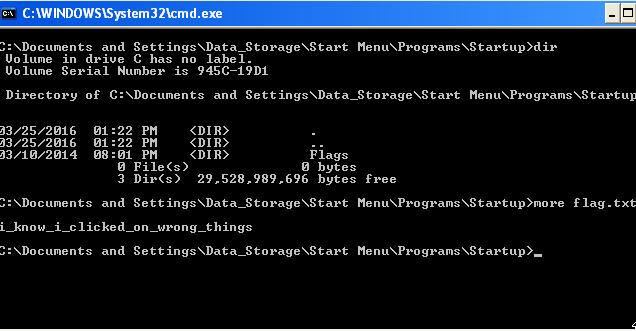 C:\WINDOWS\System32\cmd.exe
C:\Documents and Settings\Data_Storage\Start Menu\Programs\Startup>dir
Volume in drive C has no label.
Volume Serial Number is 945C-19D1
Directory of C:\Documents and Settings\Data_Storage\Start Menu\Programs\Startup
03/25/2016 01:22 PM <DIR> .
03/25/2016 01:22 PM <DIR> ..
03/10/2014 08:01 PM <DIR> Flags
0 File(s) 0 bytes
3 Dir(s) 29,528,989,696 bytes free
C:\Documents and Settings\Data_Storage\Start Menu\Programs\Startup>more flag.txt
i_know_i_clicked_on_wrong_things
C:\Documents and Settings\Data_Storage\Start Menu\Programs\Startup>_